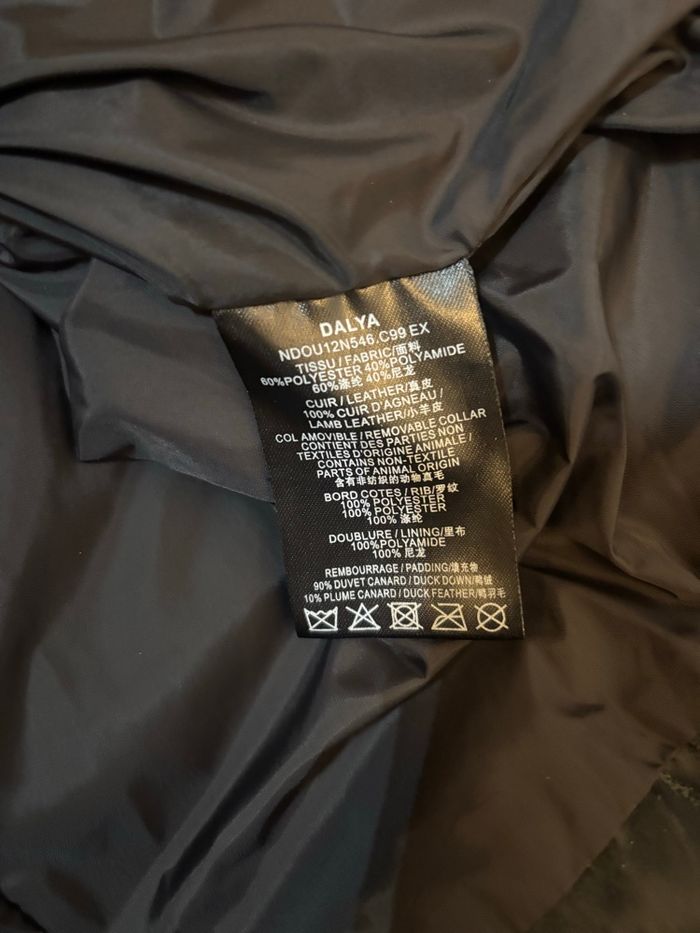 DALYA
NDOU12N546.C99 EX
TISSU/FABRIC/面料
60%POLYESTER 40%POLYAMIDE
60%涤纶 40%尼龙
CUIR/LEATHER/真皮
100% CUIR D'AGNEAU/
LAMB LEATHER/小羊皮
COL AMOVIBLE/REMOVABLE COLLAR
CONTIENT DES PARTIES NON
TEXTILES D'ORIGINE ANIMALE/
CONTAINS NON-TEXTILE
PARTS OF ANIMAL ORIGIN
含有非纺织的动物真毛
BORD COTES/RIB/罗纹
100% POLYESTER
100% POLYESTER
100% 涤纶
DOUBLURE/LINING/里布
100%POLYAMIDE
100% 尼龙
REMBOURRAGE/PADDING/填充物
90% DUVET CANARD/DUCK DOWN/鸭绒
10% PLUME CANARD/DUCK FEATHER/鸭羽毛